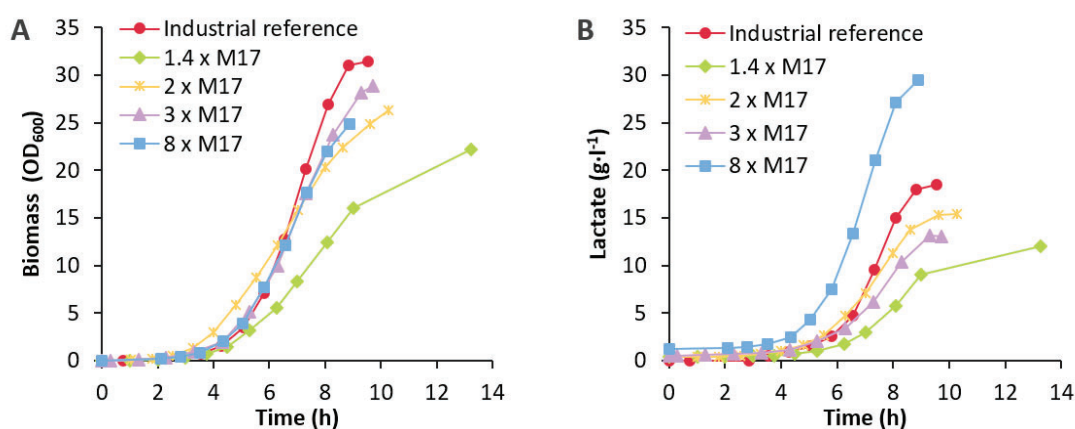 A
Biomass (OD₆₀₀)
35
30
25
20
15
10
5
0
0 2 4 6 8 10 12 14
Time (h)
Industrial reference
1.4 x M17
2 x M17
3 x M17
8 x M17
B
Lactate (g·l⁻¹)
35
30
25
20
15
10
5
0
0 2 4 6 8 10 12 14
Time (h)
Industrial reference
1.4 x M17
2 x M17
3 x M17
8 x M17